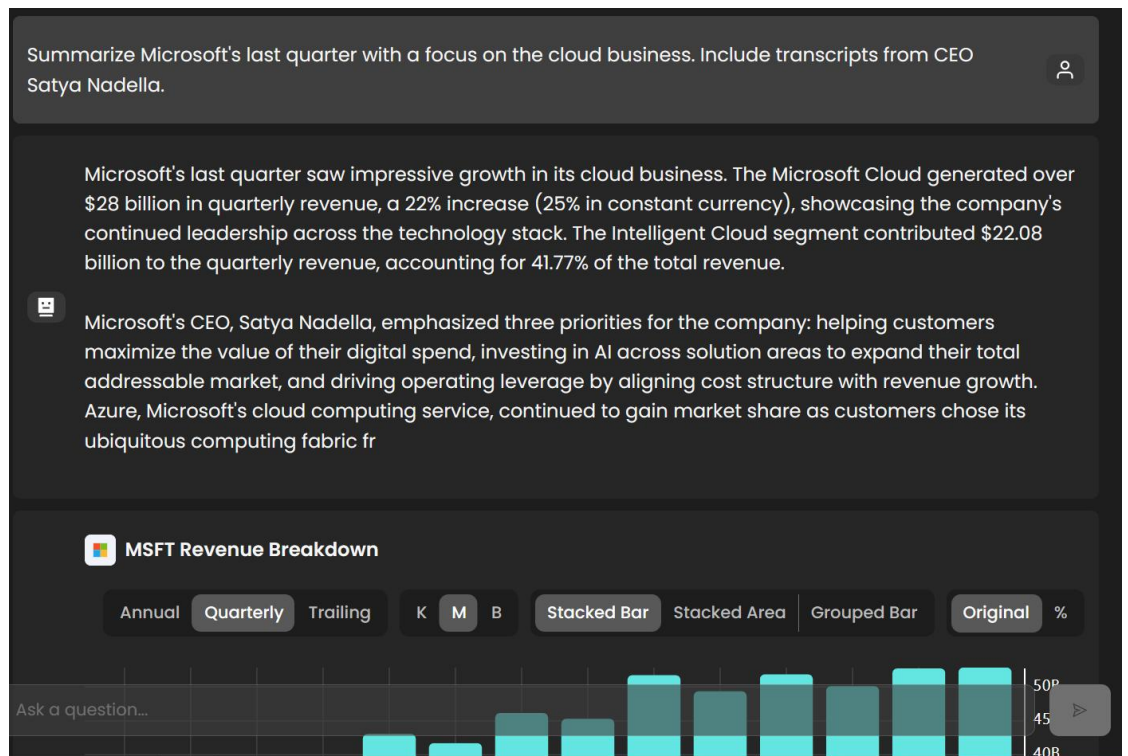 Summarize Microsoft's last quarter with a focus on the cloud business. Include transcripts from CEO
Satya Nadella.
Microsoft's last quarter saw impressive growth in its cloud business. The Microsoft Cloud generated over
$28 billion in quarterly revenue, a 22% increase (25% in constant currency), showcasing the company's
continued leadership across the technology stack. The Intelligent Cloud segment contributed $22.08
billion to the quarterly revenue, accounting for 41.77% of the total revenue.
Microsoft's CEO, Satya Nadella, emphasized three priorities for the company: helping customers
maximize the value of their digital spend, investing in AI across solution areas to expand their total
addressable market, and driving operating leverage by aligning cost structure with revenue growth.
Azure, Microsoft's cloud computing service, continued to gain market share as customers chose its
ubiquitous computing fabric fr
MSFT Revenue Breakdown
Annual Quarterly Trailing K M B Stacked Bar Stacked Area Grouped Bar Original %
50B
Ask a question...
45
40B